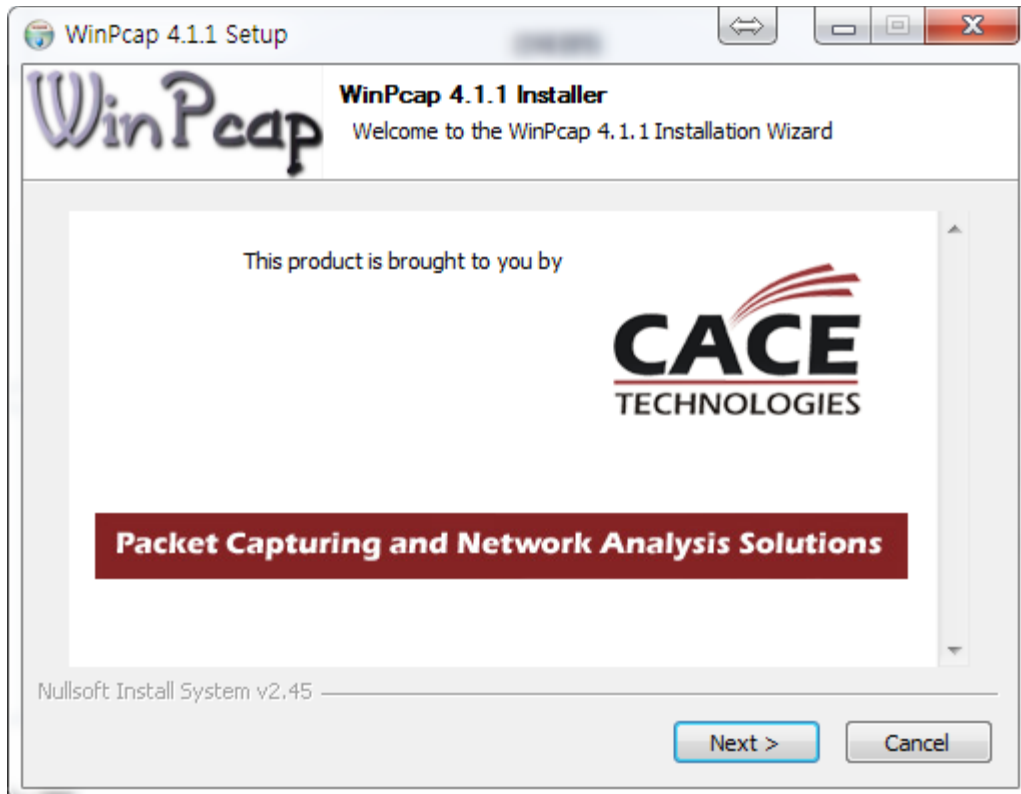 WinPcap 4.1.1 Setup
WinPcap
WinPcap 4.1.1 Installer
Welcome to the WinPcap 4.1.1 Installation Wizard
This product is brought to you by
CACE
TECHNOLOGIES
Packet Capturing and Network Analysis Solutions
Nullsoft Install System v2.45
Next >
Cancel